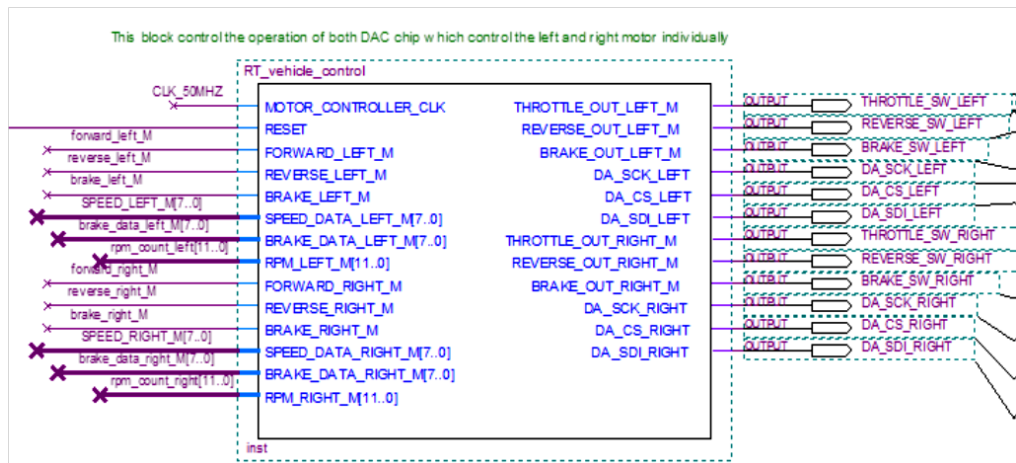 This block control the operation of both DAC chip which control the left and right motor individually
RT_vehicle_control
CLK_50MHZ
MOTOR_CONTROLLER_CLK
THROTTLE_OUT_LEFT_M
OUTPUT
THROTTLE_SW_LEFT
RESET
REVERSE_OUT_LEFT_M
OUTPUT
REVERSE_SW_LEFT
forward_left_M
FORWARD_LEFT_M
BRAKE_OUT_LEFT_M
OUTPUT
BRAKE_SW_LEFT
reverse_left_M
REVERSE_LEFT_M
DA_SCK_LEFT
OUTPUT
DA_SCK_LEFT
brake_left_M
BRAKE_LEFT_M
DA_CS_LEFT
OUTPUT
DA_CS_LEFT
SPEED_LEFT_M[7..0]
SPEED_DATA_LEFT_M[7..0]
DA_SDI_LEFT
OUTPUT
DA_SDI_LEFT
brake_data_left_M[7..0]
BRAKE_DATA_LEFT_M[7..0]
THROTTLE_OUT_RIGHT_M
OUTPUT
THROTTLE_SW_RIGHT
rpm_count_left[11..0]
RPM_LEFT_M[11..0]
REVERSE_OUT_RIGHT_M
OUTPUT
REVERSE_SW_RIGHT
forward_right_M
FORWARD_RIGHT_M
BRAKE_OUT_RIGHT_M
OUTPUT
BRAKE_SW_RIGHT
reverse_right_M
REVERSE_RIGHT_M
DA_SCK_RIGHT
OUTPUT
DA_SCK_RIGHT
brake_right_M
BRAKE_RIGHT_M
DA_CS_RIGHT
OUTPUT
DA_CS_RIGHT
SPEED_RIGHT_M[7..0]
SPEED_DATA_RIGHT_M[7..0]
DA_SDI_RIGHT
OUTPUT
DA_SDI_RIGHT
brake_data_right_M[7..0]
BRAKE_DATA_RIGHT_M[7..0]
rpm_count_right[11..0]
RPM_RIGHT_M[11..0]
inst